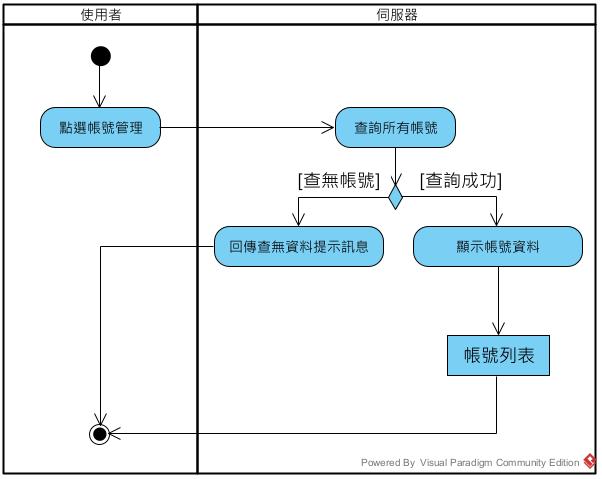 使用者
伺服器
點選帳號管理
查詢所有帳號
[查無帳號]
[查詢成功]
回傳查無資料提示訊息
顯示帳號資料
帳號列表
Powered By Visual Paradigm Community Edition